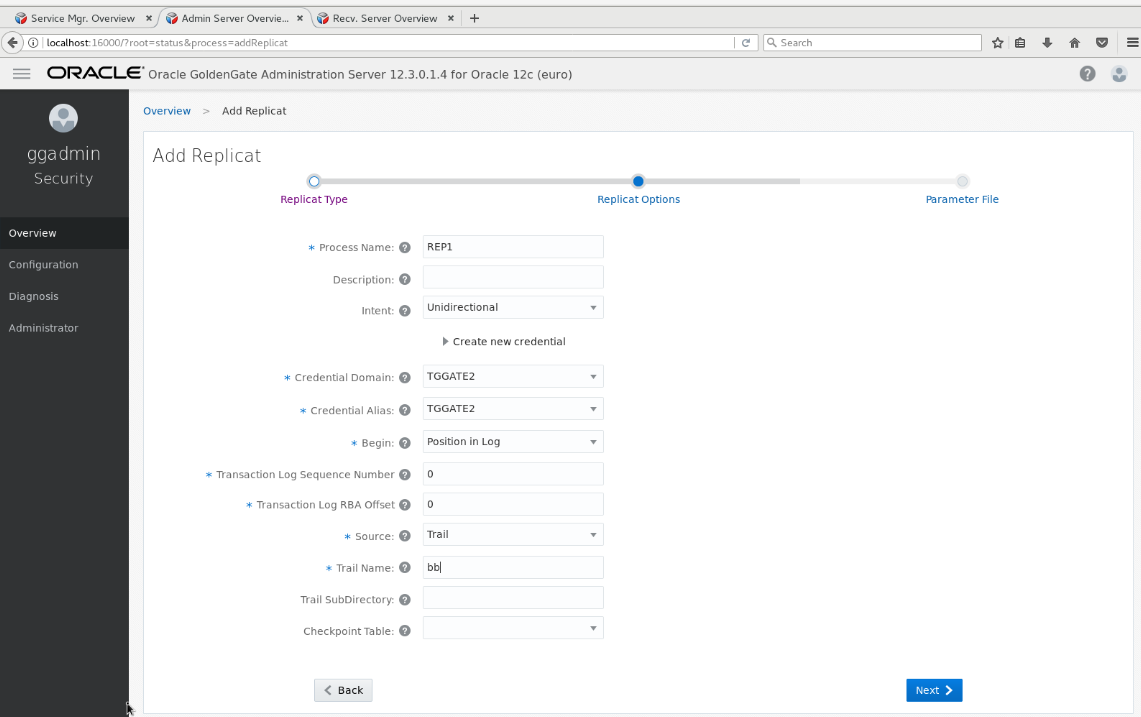 Service Mgr. Overview × Admin Server Overvie... × Recv. Server Overview × +
localhost:16000/?root=status&process=addReplicat Search
ORACLE Oracle GoldenGate Administration Server 12.3.0.1.4 for Oracle 12c (euro) ?
ggadmin
Security
Overview
Configuration
Diagnosis
Administrator
Overview > Add Replicat
Add Replicat
Replicat Type Replicat Options Parameter File
* Process Name: ? REP1
Description: ?
Intent: ? Unidirectional
Create new credential
* Credential Domain: ? TGGATE2
* Credential Alias: ? TGGATE2
* Begin: ? Position in Log
* Transaction Log Sequence Number ? 0
* Transaction Log RBA Offset ? 0
* Source: ? Trail
* Trail Name: ? bb
Trail SubDirectory: ?
Checkpoint Table: ?
Back Next